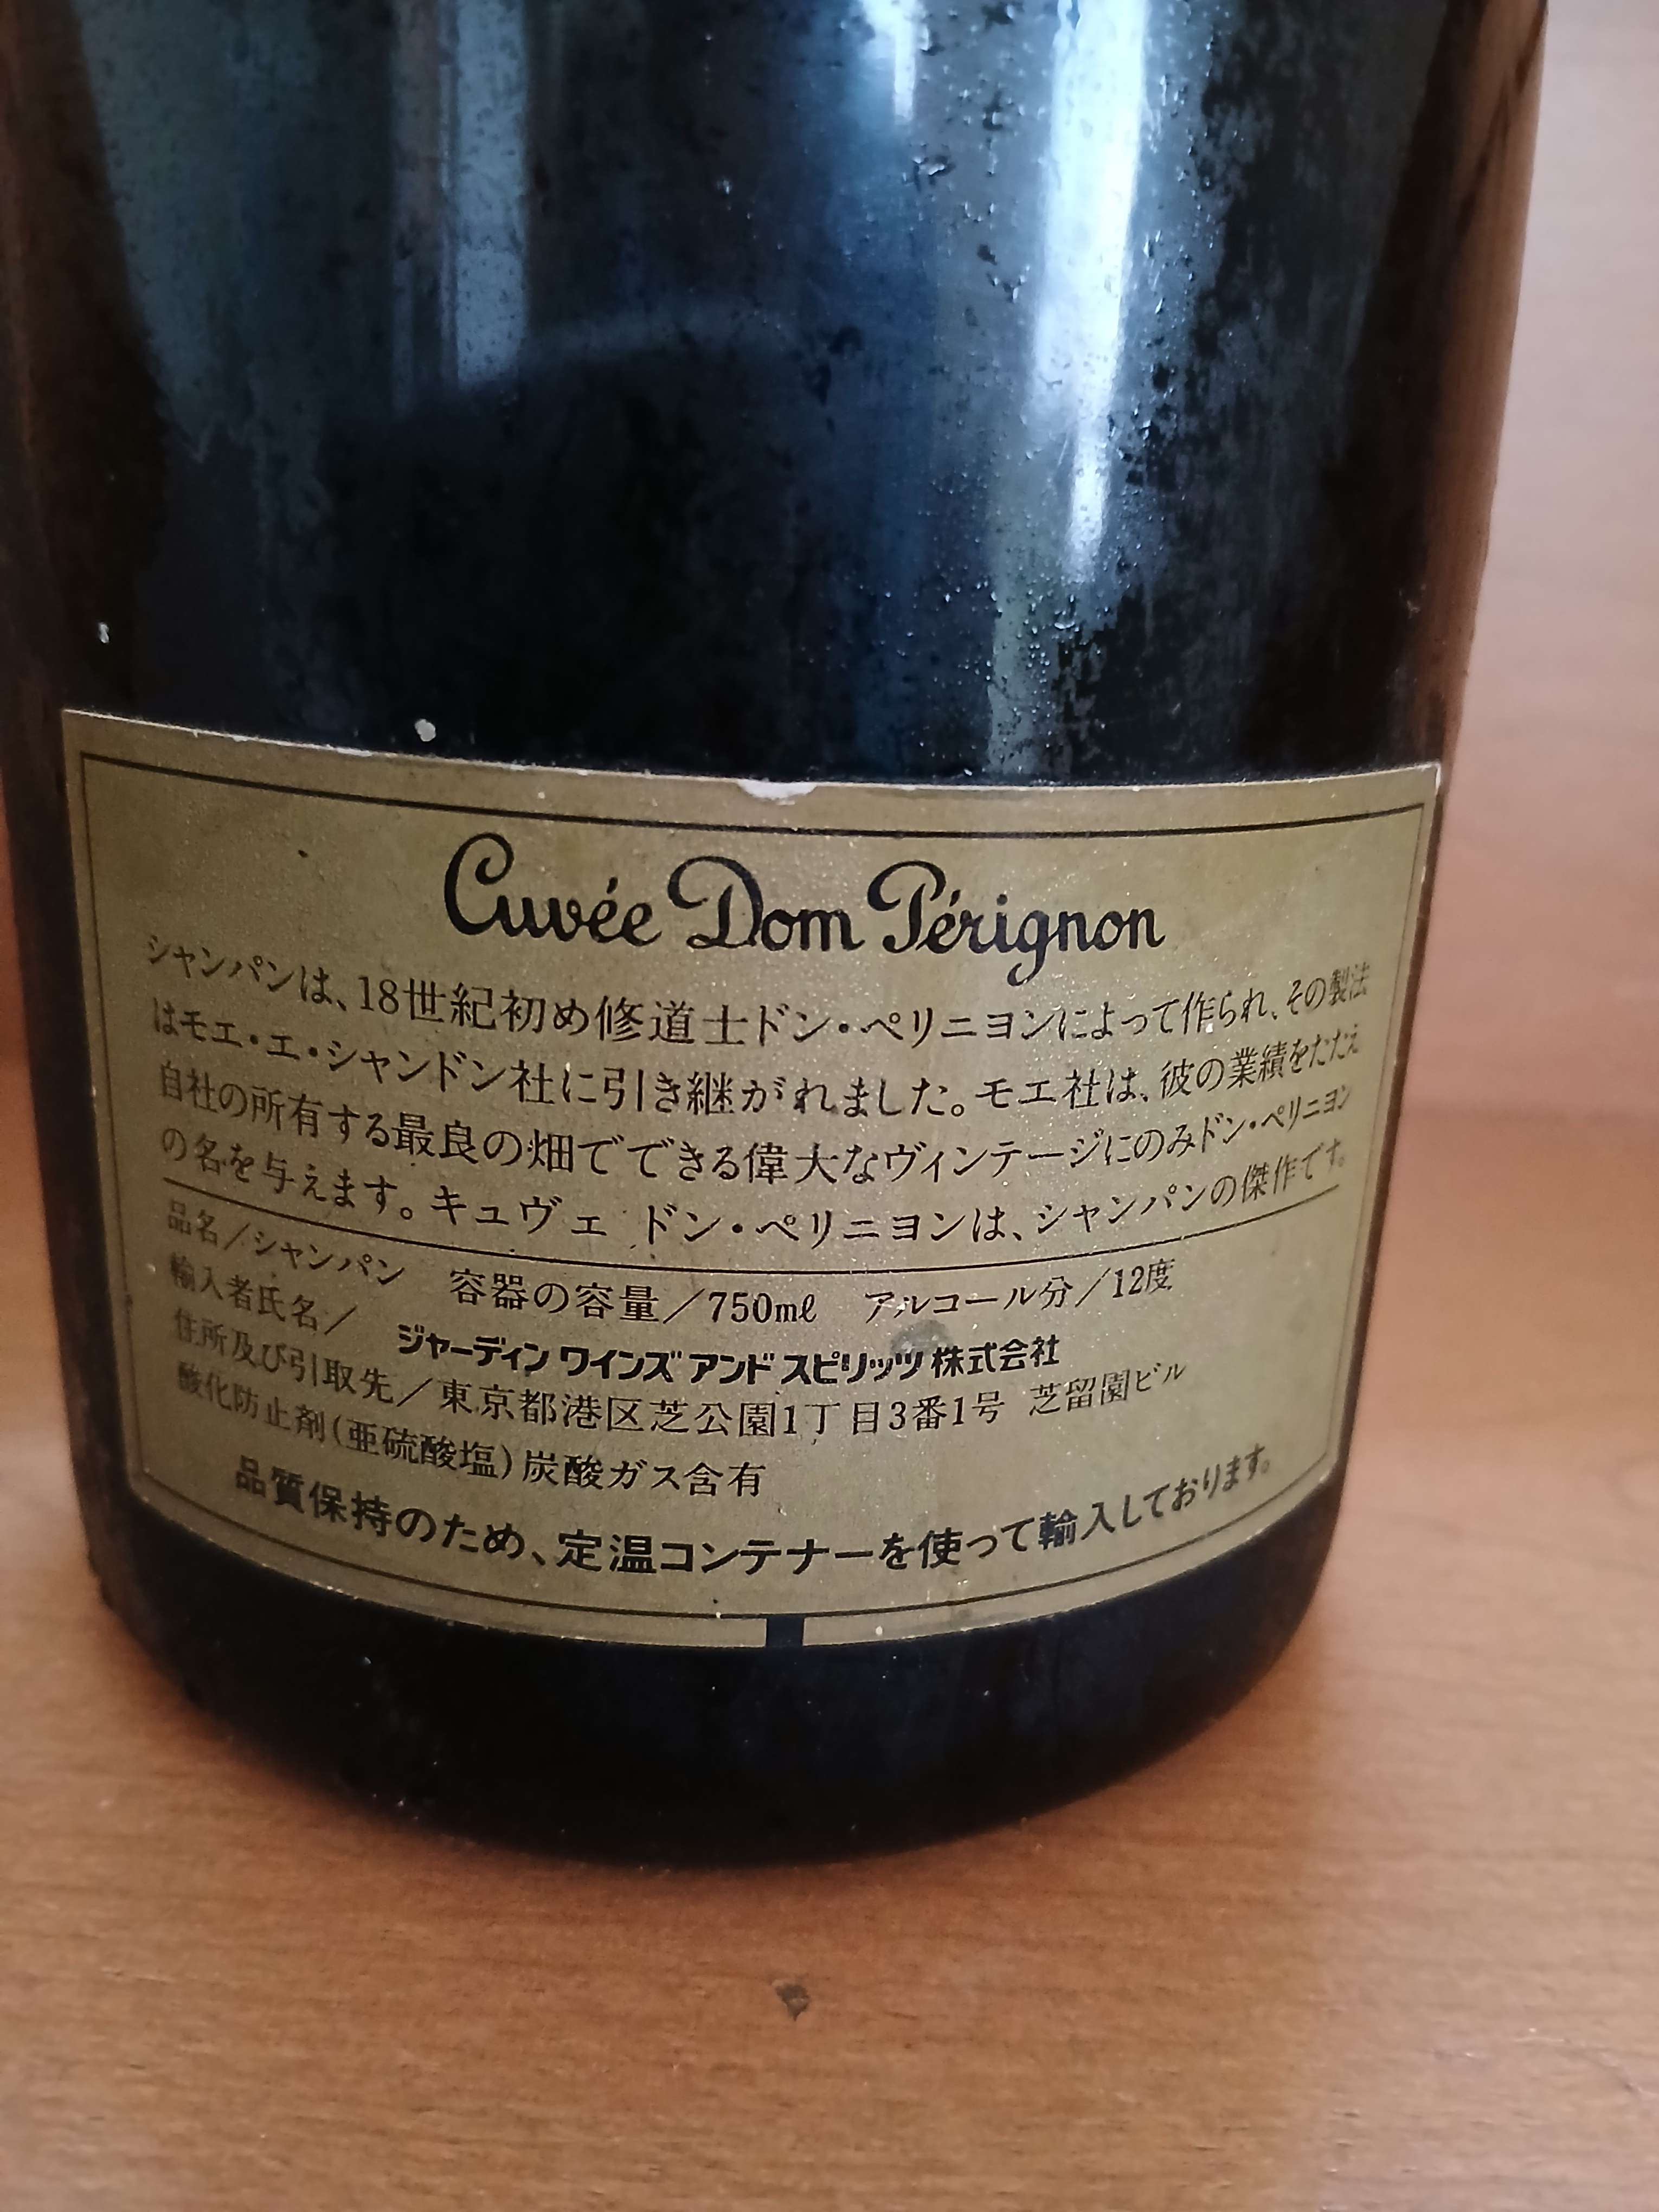 Cuvée Dom Pérignon
シャンパンは、18世紀初め修道士ドン・ペリニヨンによって作られ、その製法
はモエ・エ・シャンドン社に引き継がれました。モエ社は、彼の業績をたたえ
自社の所有する最良の畑でできる偉大なヴィンテージにのみドン・ペリニヨン
の名を与えます。キュヴェ ドン・ペリニヨンは、シャンパンの傑作です。
品名／シャンパン 容器の容量／750mℓ アルコール分／12度
輸入者氏名／ ジャーディン ワインズ アンド スピリッツ 株式会社
住所及び引取先／東京都港区芝公園1丁目3番1号 芝留園ビル
酸化防止剤(亜硫酸塩)炭酸ガス含有
品質保持のため、定温コンテナーを使って輸入しております。